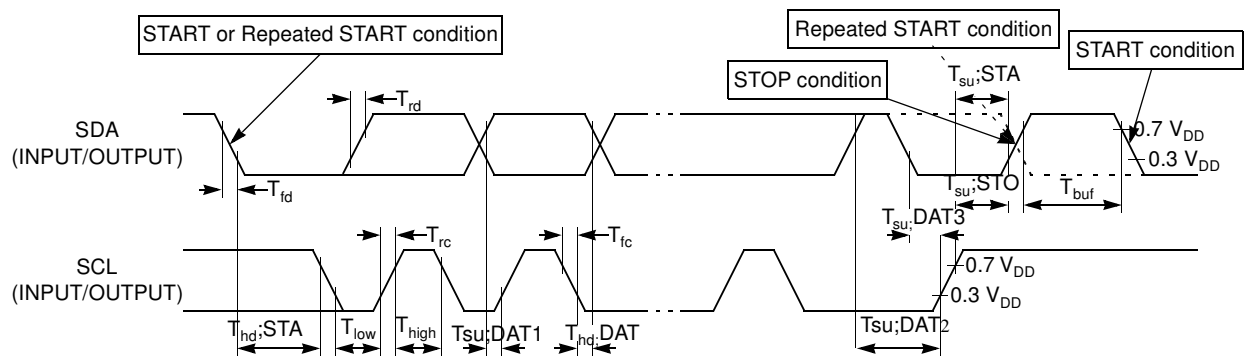 START or Repeated START condition
Repeated START condition
START condition
STOP condition
Tsu;STA
Trd
SDA
(INPUT/OUTPUT)
0.7 VDD
0.3 VDD
Tfd
Tsu;STO
Tbuf
Tsu;DAT3
Trc
Tfc
SCL
(INPUT/OUTPUT)
0.7 VDD
0.3 VDD
Thd;STA
Tlow
Thigh
Tsu;DAT1
Thd;DAT
Tsu;DAT2